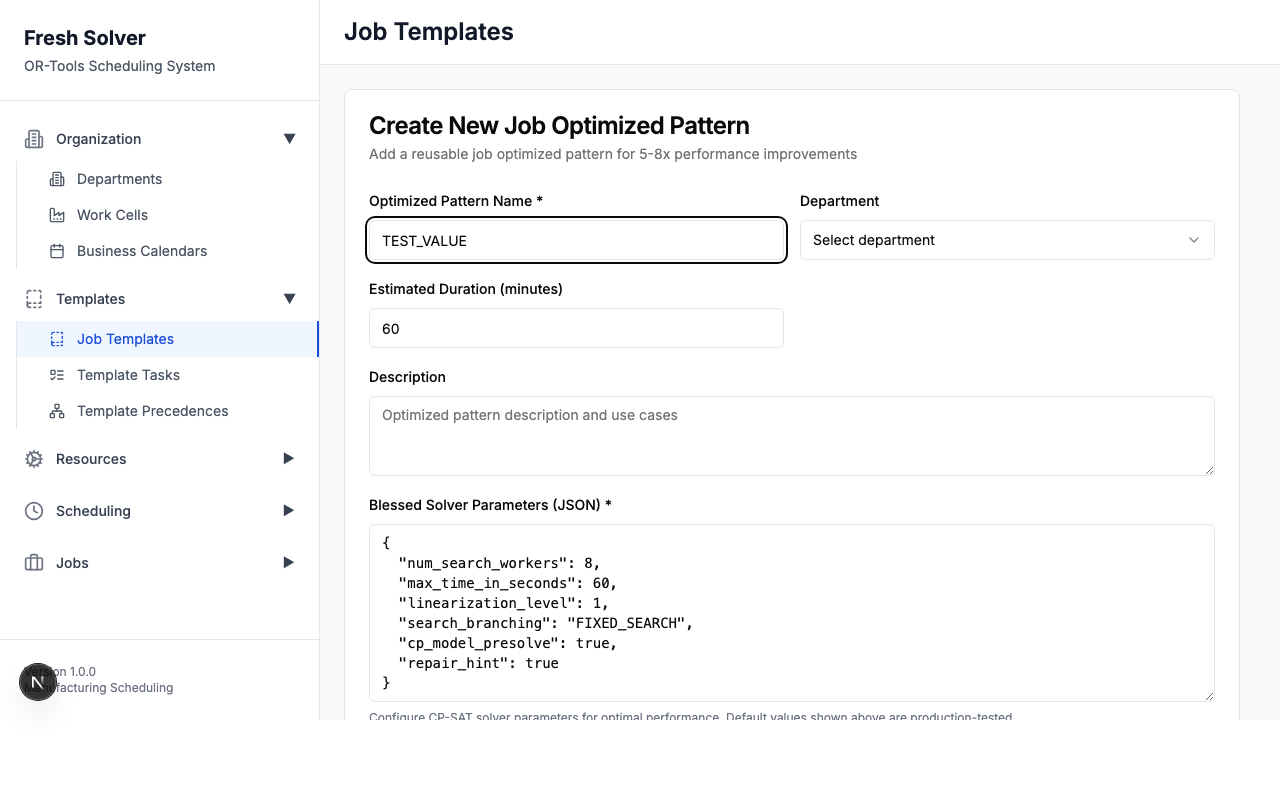 Fresh Solver
OR-Tools Scheduling System
Organization
Departments
Work Cells
Business Calendars
Templates
Job Templates
Template Tasks
Template Precedences
Resources
Scheduling
Jobs
Version 1.0.0
Manufacturing Scheduling
N
Job Templates
Create New Job Optimized Pattern
Add a reusable job optimized pattern for 5-8x performance improvements
Optimized Pattern Name *
TEST_VALUE
Department
Select department
Estimated Duration (minutes)
60
Description
Optimized pattern description and use cases
Blessed Solver Parameters (JSON) *
{
  "num_search_workers": 8,
  "max_time_in_seconds": 60,
  "linearization_level": 1,
  "search_branching": "FIXED_SEARCH",
  "cp_model_presolve": true,
  "repair_hint": true
}
Configure CP-SAT solver parameters for optimal performance. Default values shown above are production-tested.